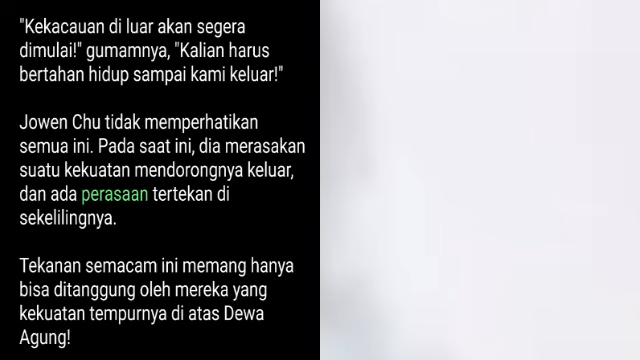 "Kekacauan di luar akan segera
dimulai!" gumamnya, "Kalian harus
bertahan hidup sampai kami keluar!"
Jowen Chu tidak memperhatikan
semua ini. Pada saat ini, dia merasakan
suatu kekuatan mendorongnya keluar,
dan ada perasaan tertekan di
sekelilingnya.
Tekanan semacam ini memang hanya
bisa ditanggung oleh mereka yang
kekuatan tempurnya di atas Dewa
Agung!